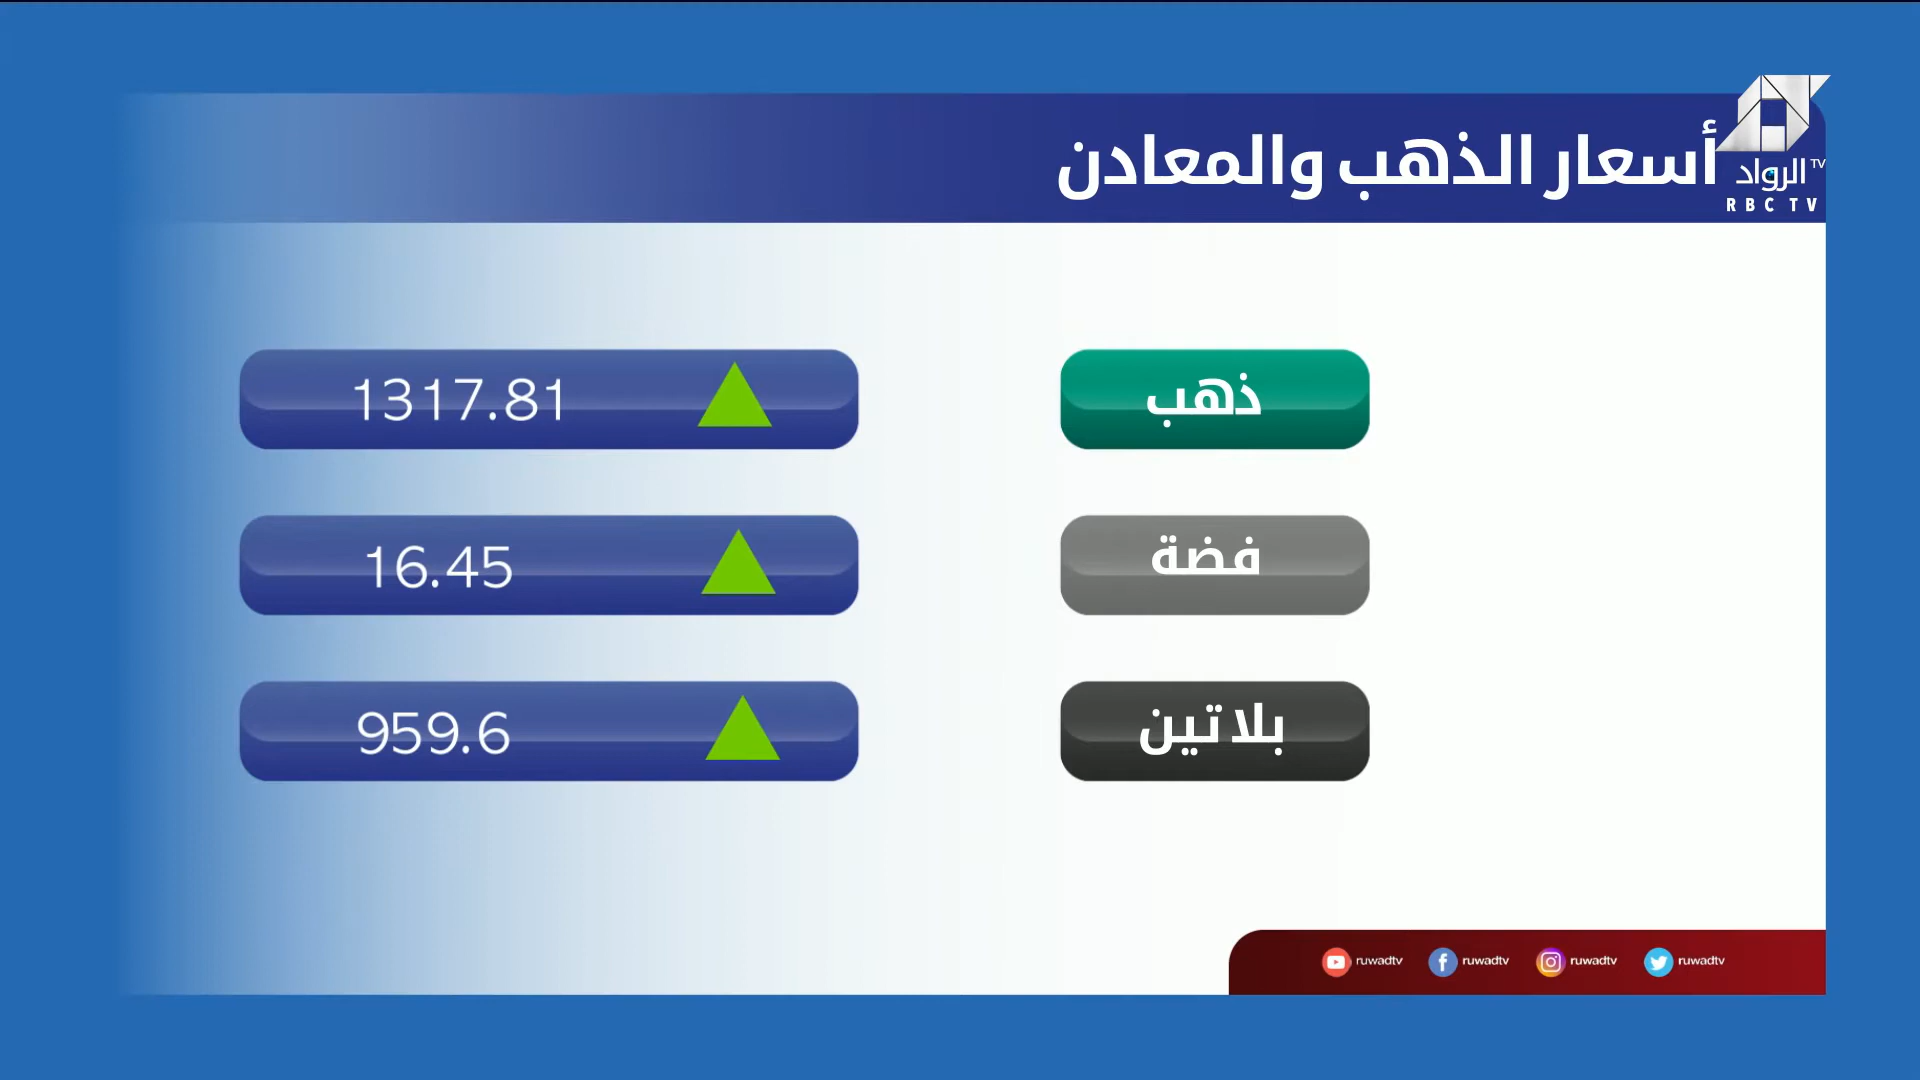 أسعار الذهب والمعادن
الرواد TV
RBC TV
ذهب 1317.81
فضة 16.45
بلاتين 959.6
ruwadtv ruwadtv ruwadtv ruwadtv